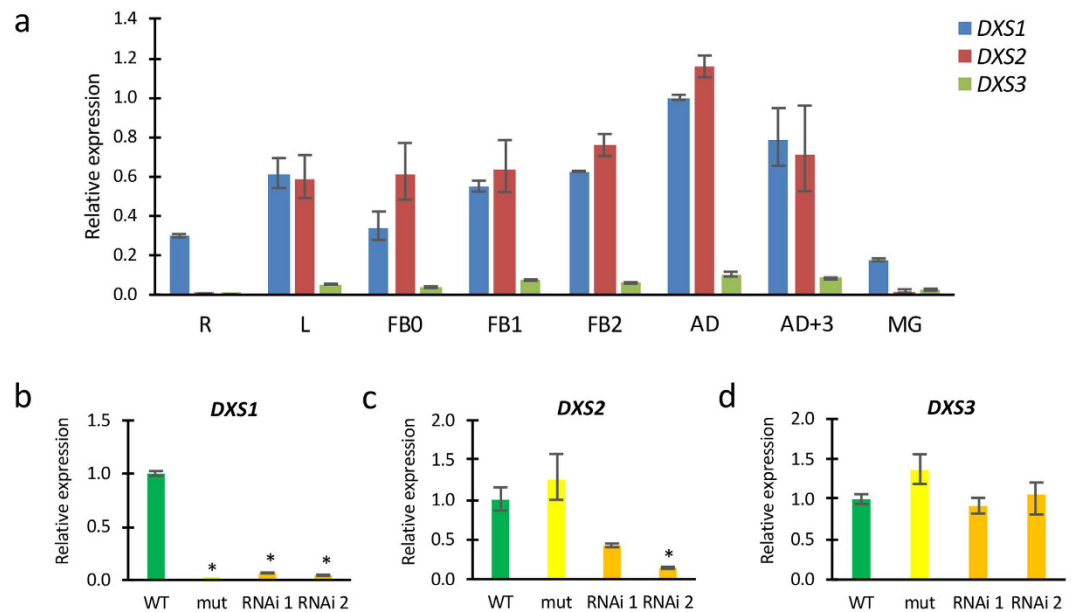 a
1.4
1.2
1.0
0.8
0.6
0.4
0.2
0.0
Relative expression
DXS1
DXS2
DXS3
R L FB0 FB1 FB2 AD AD+3 MG
b
DXS1
1.5
1.0
0.5
0.0
Relative expression
* * *
WT mut RNAi 1 RNAi 2
c
DXS2
2.0
1.5
1.0
0.5
0.0
Relative expression
*
WT mut RNAi 1 RNAi 2
d
DXS3
2.0
1.5
1.0
0.5
0.0
Relative expression
WT mut RNAi 1 RNAi 2